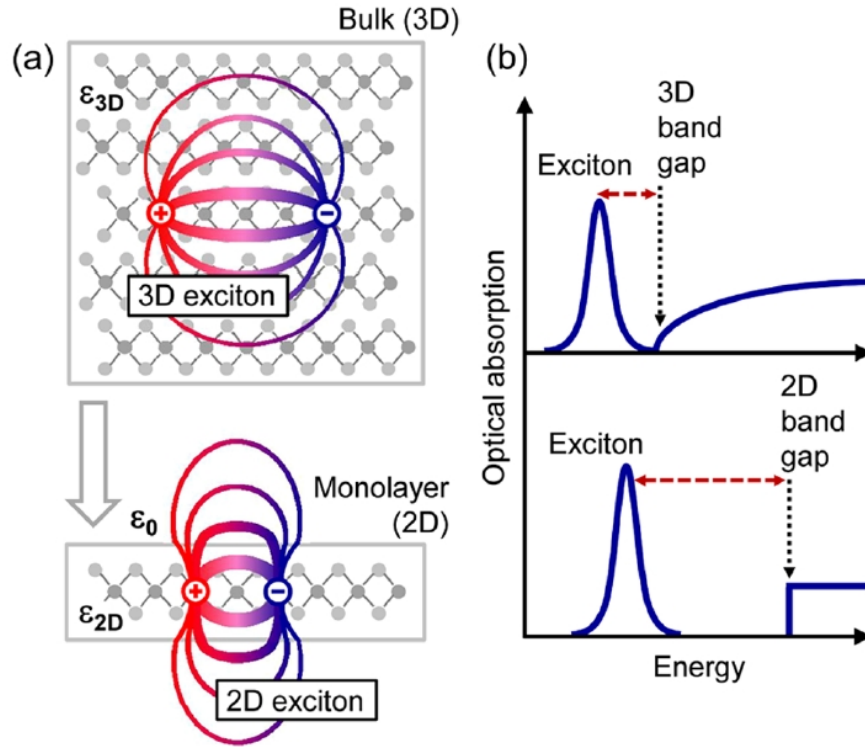 Bulk (3D)
(a)
ε3D
+
−
3D exciton
Monolayer
(2D)
ε0
ε2D
+
−
2D exciton
(b)
3D
band
gap
Exciton
2D
band
gap
Exciton
Optical absorption
Energy